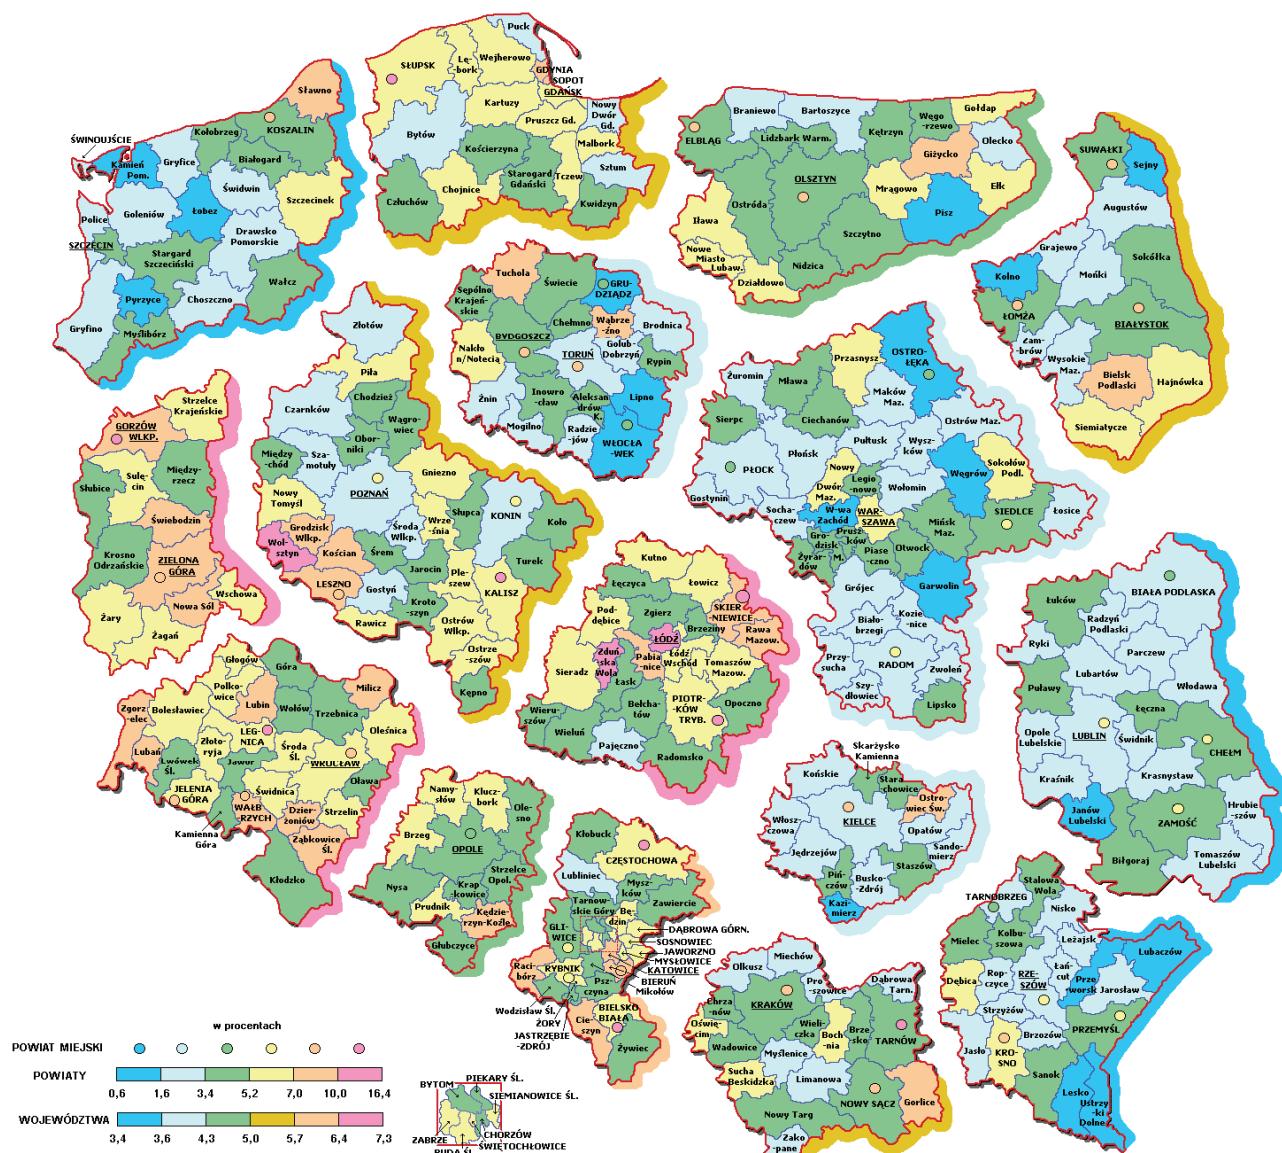 Puck
SŁUPSK
Lę-
bork
Wejherowo
GDYNIA
SOPOT
GDAŃSK
Kartuzy
Pruszcz Gd.
Nowy
Dwór
Gd.
Bytów
Kościerzyna
Malbork
Sztum
Starogard
Gdański
Tczew
Chojnice
Człuchów
Kwidzyn
Sławno
ŚWINOUJŚCIE
Kołobrzeg
KOSZALIN
Kamień
Pom.
Gryfice
Białogard
Świdwin
Szczecinek
Łobez
Goleniów
Police
SZCZECIN
Drawsko
Pomorskie
Stargard
Szczeciński
Wałcz
Pyrzyce
Choszczno
Gryfino
Myślibórz
Braniewo
Bartoszyce
Węgo
-rzewo
Gołdap
ELBLĄG
Lidzbark Warm.
Kętrzyn
Olecko
Giżycko
OLSZTYN
Mrągowo
Ełk
Ostróda
Pisz
Iława
Szczytno
Nowe
Miasto
Lubaw.
Nidzica
Działdowo
SUWAŁKI
Sejny
Augustów
Grajewo
Kolno
Mońki
Sokółka
ŁOMŻA
BIAŁYSTOK
Zam-
brów
Wysokie
Maz.
Bielsk
Podlaski
Hajnówka
Siemiatycze
Tuchola
Sępólno
Krajeń-
skie
Świecie
GRU-
DZIĄDZ
Chełmno
Wąbrze-
-źno
Brodnica
BYDGOSZCZ
Nakło
n/Notecią
TORUŃ
Golub-
Dobrzyń
Rypin
Inowro
-cław
Aleksan-
drów
K.
Lipno
Żnin
Mogilno
Radzie-
jów
WŁOCŁA
-WEK
Złotów
Piła
Czarnków
Chodzież
Wągro-
wiec
Obor-
niki
Między
-chód
Sza-
motuły
Gniezno
POZNAŃ
Nowy
Tomyśl
Słupca
KONIN
Koło
Wrze-
-śnia
Grodzisk
Wlkp.
Środa
Wlkp.
Wol-
sztyn
Kościan
Śrem
Turek
Jarocin
Ple-
szew
LESZNO
Gostyń
KALISZ
Kroto-
szyn
Rawicz
Ostrów
Wlkp.
Ostrze-
szów
Kępno
Strzelce
Krajeńskie
GORZÓW
WLKP.
Sulę-
cin
Między-
rzecz
Słubice
Świebodzin
Krosno
Odrzańskie
ZIELONA
GÓRA
Nowa Sól
Wschowa
Żary
Żagań
Przasnysz
OSTRO-
ŁĘKA
Żuromin
Mława
Maków
Maz.
Sierpc
Ciechanów
Ostrów Maz.
Pułtusk
Wysz-
ków
PŁOCK
Płońsk
Sokołów
Podl.
Węgrów
Nowy
Dwór
Maz.
Legio
-nowo
Wołomin
Gostynin
Socha-
czew
W-wa
Zachód
WAR-
SZAWA
SIEDLCE
Łosice
Mińsk
Maz.
Gro-
dzisk
M.
Prusz
ków
Piase
-czno
Otwock
Żyrar-
dów
Garwolin
Grójec
Kozie-
nice
Biało-
brzegi
RADOM
Przy-
sucha
Zwoleń
Szy-
dłowiec
Lipsko
Kutno
Łęczyca
Łowicz
Pod-
dębice
Zgierz
SKIER-
NIEWICE
Brzeziny
Rawa
Mazow.
ŁÓDŹ
Zduń-
ska
Wola
Pabia-
nice
Łódź
Wschód
Sieradz
Tomaszów
Mazow.
Łask
PIOTR-
KÓW
TRYB.
Bełcha-
tów
Opoczno
Wieru-
szów
Wieluń
Pajęczno
Radomsko
BIAŁA PODLASKA
Łuków
Radzyń
Podlaski
Ryki
Parczew
Lubartów
Włodawa
Puławy
Łęczna
Opole
Lubelskie
LUBLIN
Świdnik
CHEŁM
Kraśnik
Krasnystaw
Janów
Lubelski
ZAMOŚĆ
Hrubie-
szów
Biłgoraj
Tomaszów
Lubelski
Głogów
Góra
Polko-
wice
Milicz
Zgorz-
elec
Bolesławiec
Lubin
Wołów
Trzebnica
Oleśnica
LEG-
NICA
Lubań
Złoto-
ryja
Środa
Śl.
WROCŁAW
Lwówek
Śl.
Jawor
Oława
JELENIA
GÓRA
Świdnica
WAŁB
-RZYCH
Dzier-
żoniów
Strzelin
Kamienna
Góra
Ząbkowice
Śl.
Kłodzko
Namy-
słów
Klucz-
bork
Ole-
sno
Brzeg
OPOLE
Strzelce
Opol.
Nysa
Krap
-kowice
Prudnik
Kędzie-
rzyn-Koźle
Głubczyce
Kłobuck
CZĘSTOCHOWA
Lubliniec
Mysz-
ków
Tarnow-
skie Góry
Zawiercie
Bę-
dzin
GLI-
WICE
DĄBROWA GÓRN.
SOSNOWIEC
JAWORZNO
MYSŁOWICE
KATOWICE
BIERUŃ
Mikołów
Raci-
bórz
RYBNIK
Psz-
czyna
Wodzisław Śl.
ŻORY
JASTRZĘBIE
-ZDRÓJ
Cie-
szyn
BIELSKO
BIAŁA
Żywiec
Skarżysko
Kamienna
Końskie
Stara
chowice
Ostro-
wiec Św.
KIELCE
Włosz
czowa
Opatów
Jędrzejów
Sando-
mierz
Staszów
Piń-
czów
Busko-
Zdrój
Kazi-
mierz
Stalowa
Wola
TARNOBRZEG
Nisko
Mielec
Kolbu-
szowa
Leżajsk
Lubaczów
Dębica
Rop-
czyce
RZE-
SZÓW
Łań-
cut
Prze
-worsk
Jarosław
Strzyżów
PRZEMYŚL
Jasło
KRO-
SNO
Brzozów
Sanok
Lesko
Ustrzy
-ki
Dolne
Olkusz
Miechów
Pro-
szowice
Dąbrowa
Tarn.
Chrza
-nów
KRAKÓW
Oświę-
cim
Wieli-
czka
Boch
-nia
Brze-
sko
TARNÓW
Wadowice
Myślenice
Sucha
Beskidzka
Limanowa
NOWY SĄCZ
Gorlice
Nowy Targ
Zako
-pane
w procentach
POWIAT MIEJSKI
POWIATY
0,6 1,6 3,4 5,2 7,0 10,0 16,4
WOJEWÓDZTWA
3,4 3,6 4,3 5,0 5,7 6,4 7,3
PIEKARY ŚL.
BYTOM
SIEMIANOWICE ŚL.
CHORZÓW
ŚWIĘTOCHŁOWICE
ZABRZE
RUDA ŚL.